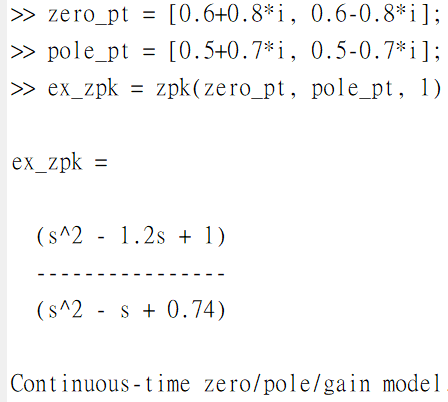 >> zero_pt = [0.6+0.8*i, 0.6-0.8*i];
>> pole_pt = [0.5+0.7*i, 0.5-0.7*i];
>> ex_zpk = zpk(zero_pt, pole_pt, 1)
ex_zpk =
(s^2 - 1.2s + 1)
----------------
(s^2 - s + 0.74)
Continuous-time zero/pole/gain model